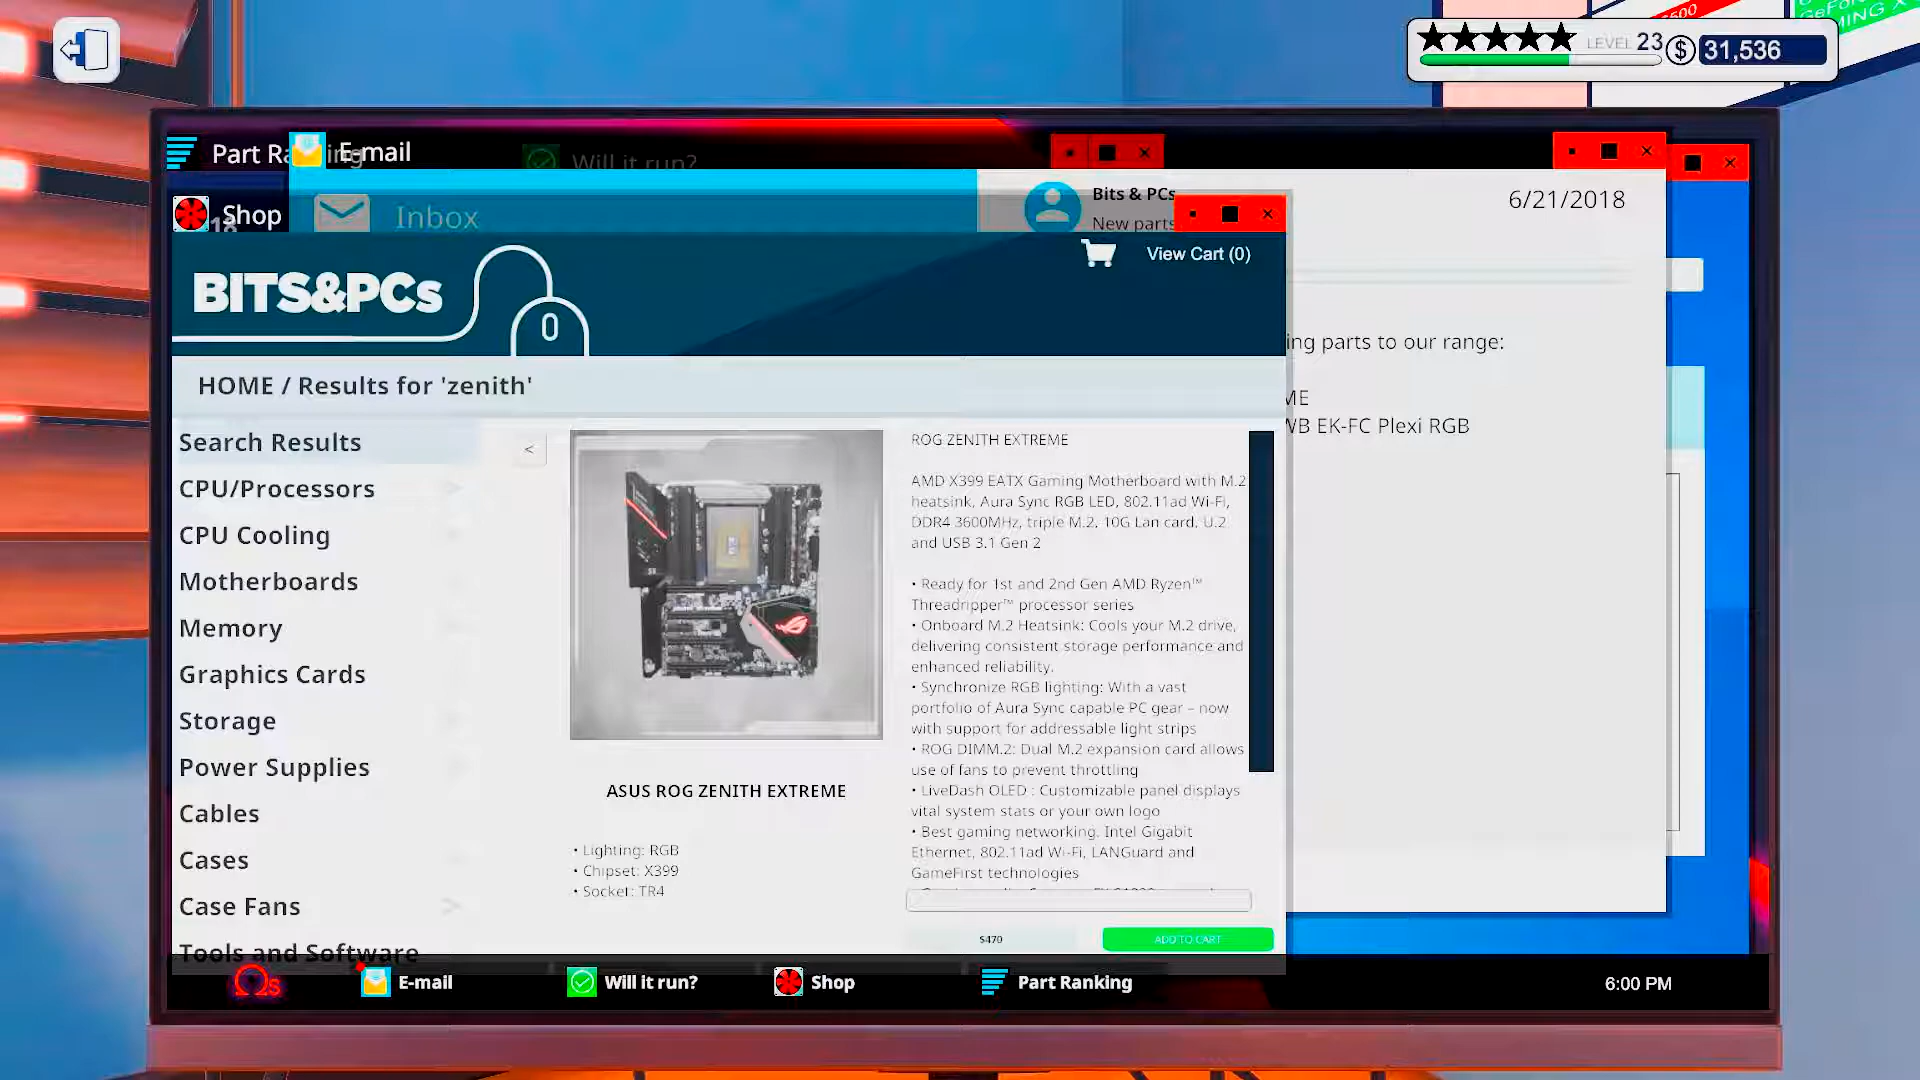 LEVEL 23
$ 31,536
Part Ranking
E-mail
Will it run?
Shop
Inbox
Bits & PCs
New parts
6/21/2018
BITS&PCs
View Cart (0)
HOME / Results for 'zenith'
ing parts to our range:
ME
WB EK-FC Plexi RGB
Search Results
CPU/Processors
CPU Cooling
Motherboards
Memory
Graphics Cards
Storage
Power Supplies
Cables
Cases
Case Fans
Tools and Software
<
ASUS ROG ZENITH EXTREME
• Lighting: RGB
• Chipset: X399
• Socket: TR4
ROG ZENITH EXTREME
AMD X399 EATX Gaming Motherboard with M.2
heatsink, Aura Sync RGB LED, 802.11ad Wi-Fi,
DDR4 3600MHz, triple M.2, 10G Lan card, U.2
and USB 3.1 Gen 2
• Ready for 1st and 2nd Gen AMD Ryzen™
Threadripper™ processor series
• Onboard M.2 Heatsink: Cools your M.2 drive,
delivering consistent storage performance and
enhanced reliability.
• Synchronize RGB lighting: With a vast
portfolio of Aura Sync capable PC gear – now
with support for addressable light strips
• ROG DIMM.2: Dual M.2 expansion card allows
use of fans to prevent throttling
• LiveDash OLED : Customizable panel displays
vital system stats or your own logo
• Best gaming networking. Intel Gigabit
Ethernet, 802.11ad Wi-Fi, LANGuard and
GameFirst technologies
$470
ADD TO CART
E-mail
Will it run?
Shop
Part Ranking
6:00 PM